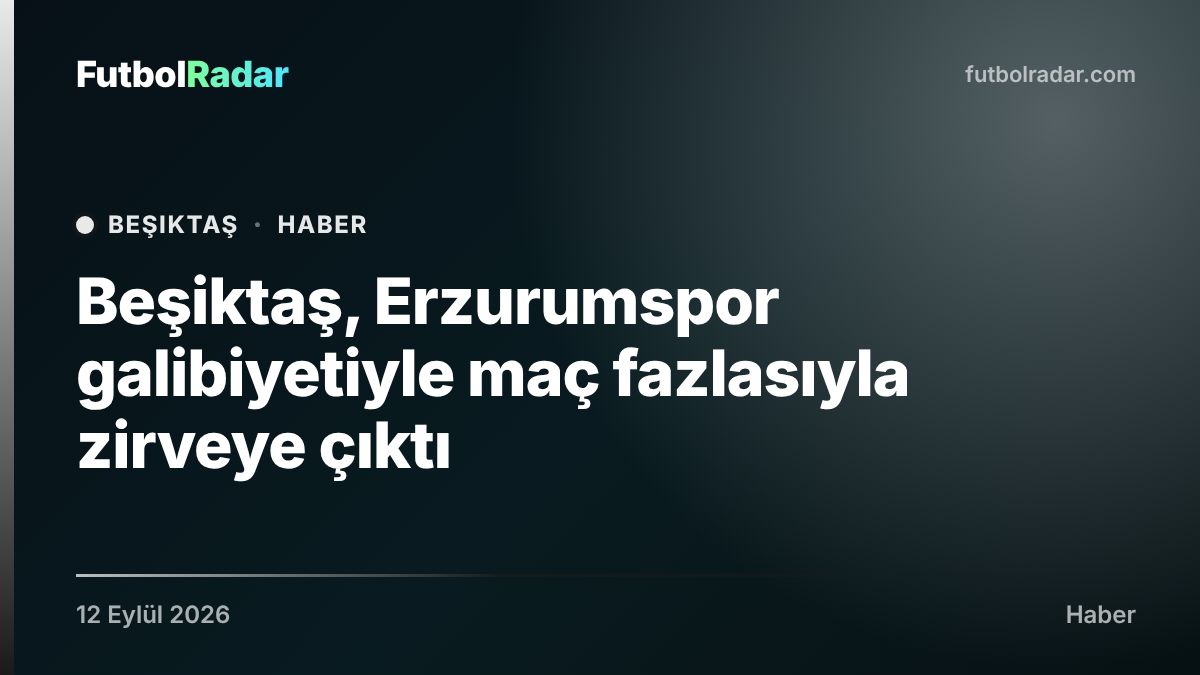 FutbolRadar
futbolradar.com
BEŞIKTAŞ · HABER
Beşiktaş, Erzurumspor
galibiyetiyle maç fazlasıyla
zirveye çıktı
12 Eylül 2026
Haber